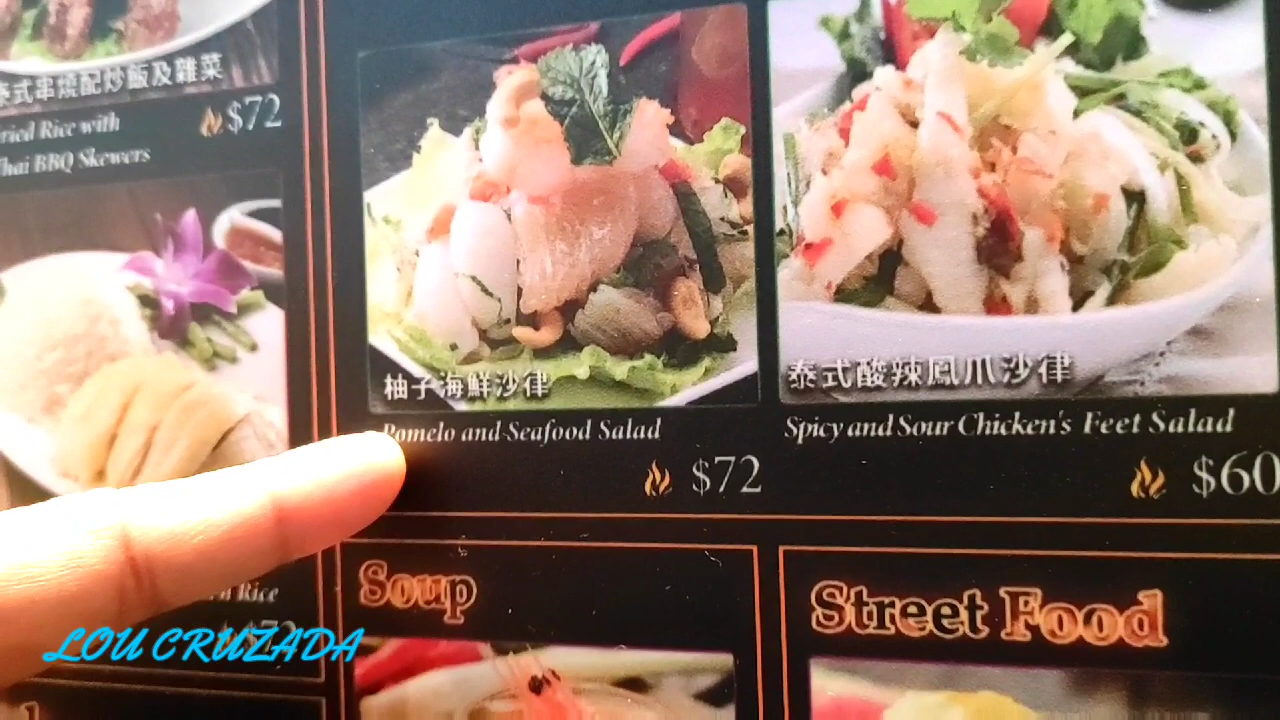 泰式串燒配炒飯及雜菜
$72
ried Rice with
Thai BBQ Skewers
柚子海鮮沙律
Pomelo and Seafood Salad
$72
泰式酸辣鳳爪沙律
Spicy and Sour Chicken's Feet Salad
$60
Rice
$72
Soup
Street Food
LOU CRUZADA